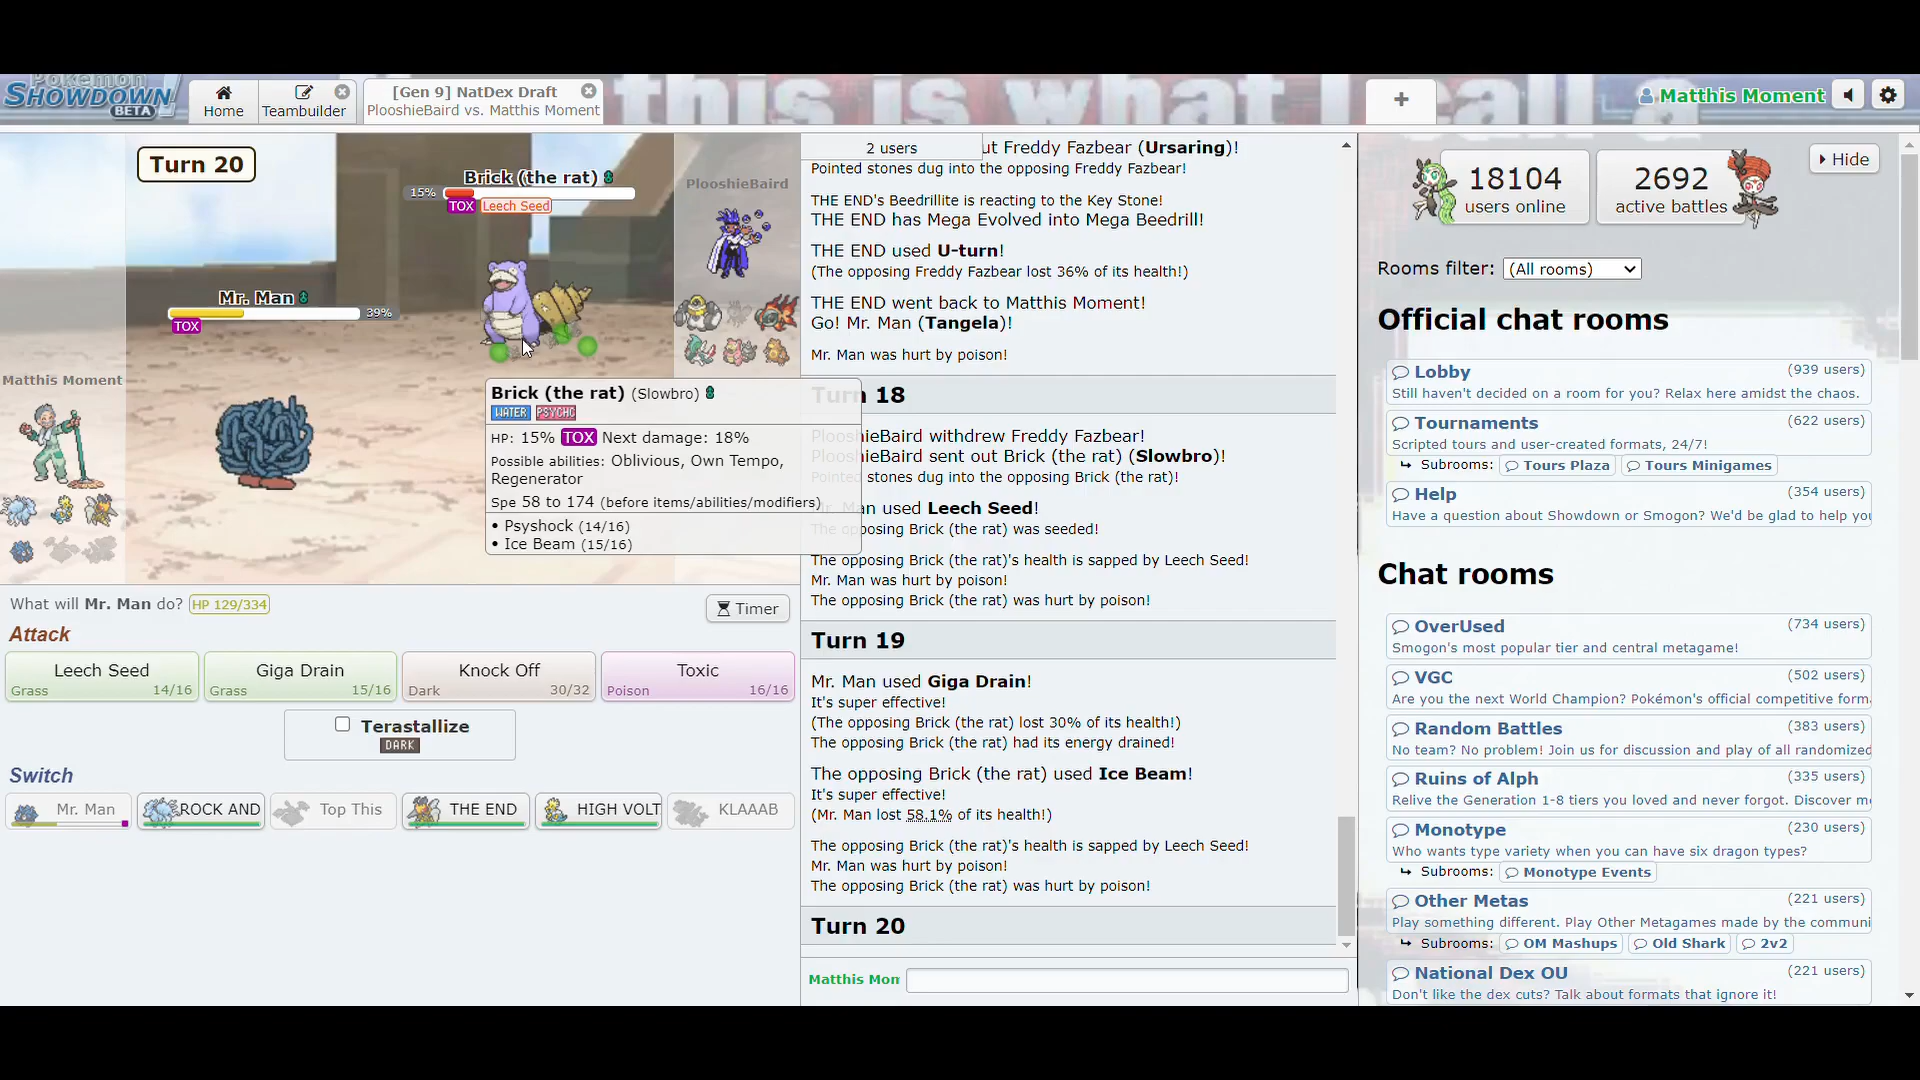 Pokémon
SHOWDOWN
BETA
Home
Teambuilder
[Gen 9] NatDex Draft
PlooshieBaird vs. Matthis Moment
this is what I call a
+
Matthis Moment
Turn 20
Brick (the rat)
15%
TOX Leech Seed
PlooshieBaird
Mr. Man
39%
TOX
Matthis Moment
Brick (the rat) (Slowbro)
WATER PSYCHC
HP: 15% TOX Next damage: 18%
Possible abilities: Oblivious, Own Tempo,
Regenerator
Spe 58 to 174 (before items/abilities/modifiers)
• Psyshock (14/16)
• Ice Beam (15/16)
What will Mr. Man do? HP 129/334
Timer
Attack
Leech Seed
Grass 14/16
Giga Drain
Grass 15/16
Knock Off
Dark 30/32
Toxic
Poison 16/16
Terastallize
DARK
Switch
Mr. Man
ROCK AND
Top This
THE END
HIGH VOLT
KLAAAB
2 users
ut Freddy Fazbear (Ursaring)!
Pointed stones dug into the opposing Freddy Fazbear!
THE END's Beedrillite is reacting to the Key Stone!
THE END has Mega Evolved into Mega Beedrill!
THE END used U-turn!
(The opposing Freddy Fazbear lost 36% of its health!)
THE END went back to Matthis Moment!
Go! Mr. Man (Tangela)!
Mr. Man was hurt by poison!
Turn 18
PlooshieBaird withdrew Freddy Fazbear!
PlooshieBaird sent out Brick (the rat) (Slowbro)!
Pointed stones dug into the opposing Brick (the rat)!
Mr. Man used Leech Seed!
The opposing Brick (the rat) was seeded!
The opposing Brick (the rat)'s health is sapped by Leech Seed!
Mr. Man was hurt by poison!
The opposing Brick (the rat) was hurt by poison!
Turn 19
Mr. Man used Giga Drain!
It's super effective!
(The opposing Brick (the rat) lost 30% of its health!)
The opposing Brick (the rat) had its energy drained!
The opposing Brick (the rat) used Ice Beam!
It's super effective!
(Mr. Man lost 58.1% of its health!)
The opposing Brick (the rat)'s health is sapped by Leech Seed!
Mr. Man was hurt by poison!
The opposing Brick (the rat) was hurt by poison!
Turn 20
Matthis Mon
18104
users online
2692
active battles
Hide
Rooms filter: (All rooms)
Official chat rooms
Lobby (939 users)
Still haven't decided on a room for you? Relax here amidst the chaos.
Tournaments (622 users)
Scripted tours and user-created formats, 24/7!
Subrooms: Tours Plaza Tours Minigames
Help (354 users)
Have a question about Showdown or Smogon? We'd be glad to help you
Chat rooms
OverUsed (734 users)
Smogon's most popular tier and central metagame!
VGC (502 users)
Are you the next World Champion? Pokémon's official competitive form
Random Battles (383 users)
No team? No problem! Join us for discussion and play of all randomized
Ruins of Alph (335 users)
Relive the Generation 1-8 tiers you loved and never forgot. Discover m
Monotype (230 users)
Who wants type variety when you can have six dragon types?
Subrooms: Monotype Events
Other Metas (221 users)
Play something different. Play Other Metagames made by the communi
Subrooms: OM Mashups Old Shark 2v2
National Dex OU (221 users)
Don't like the dex cuts? Talk about formats that ignore it!